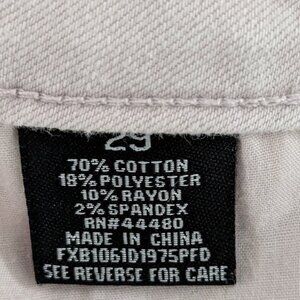 29
70% COTTON
18% POLYESTER
10% RAYON
2% SPANDEX
RN#44480
MADE IN CHINA
FXB1061D1975PFD
SEE REVERSE FOR CARE